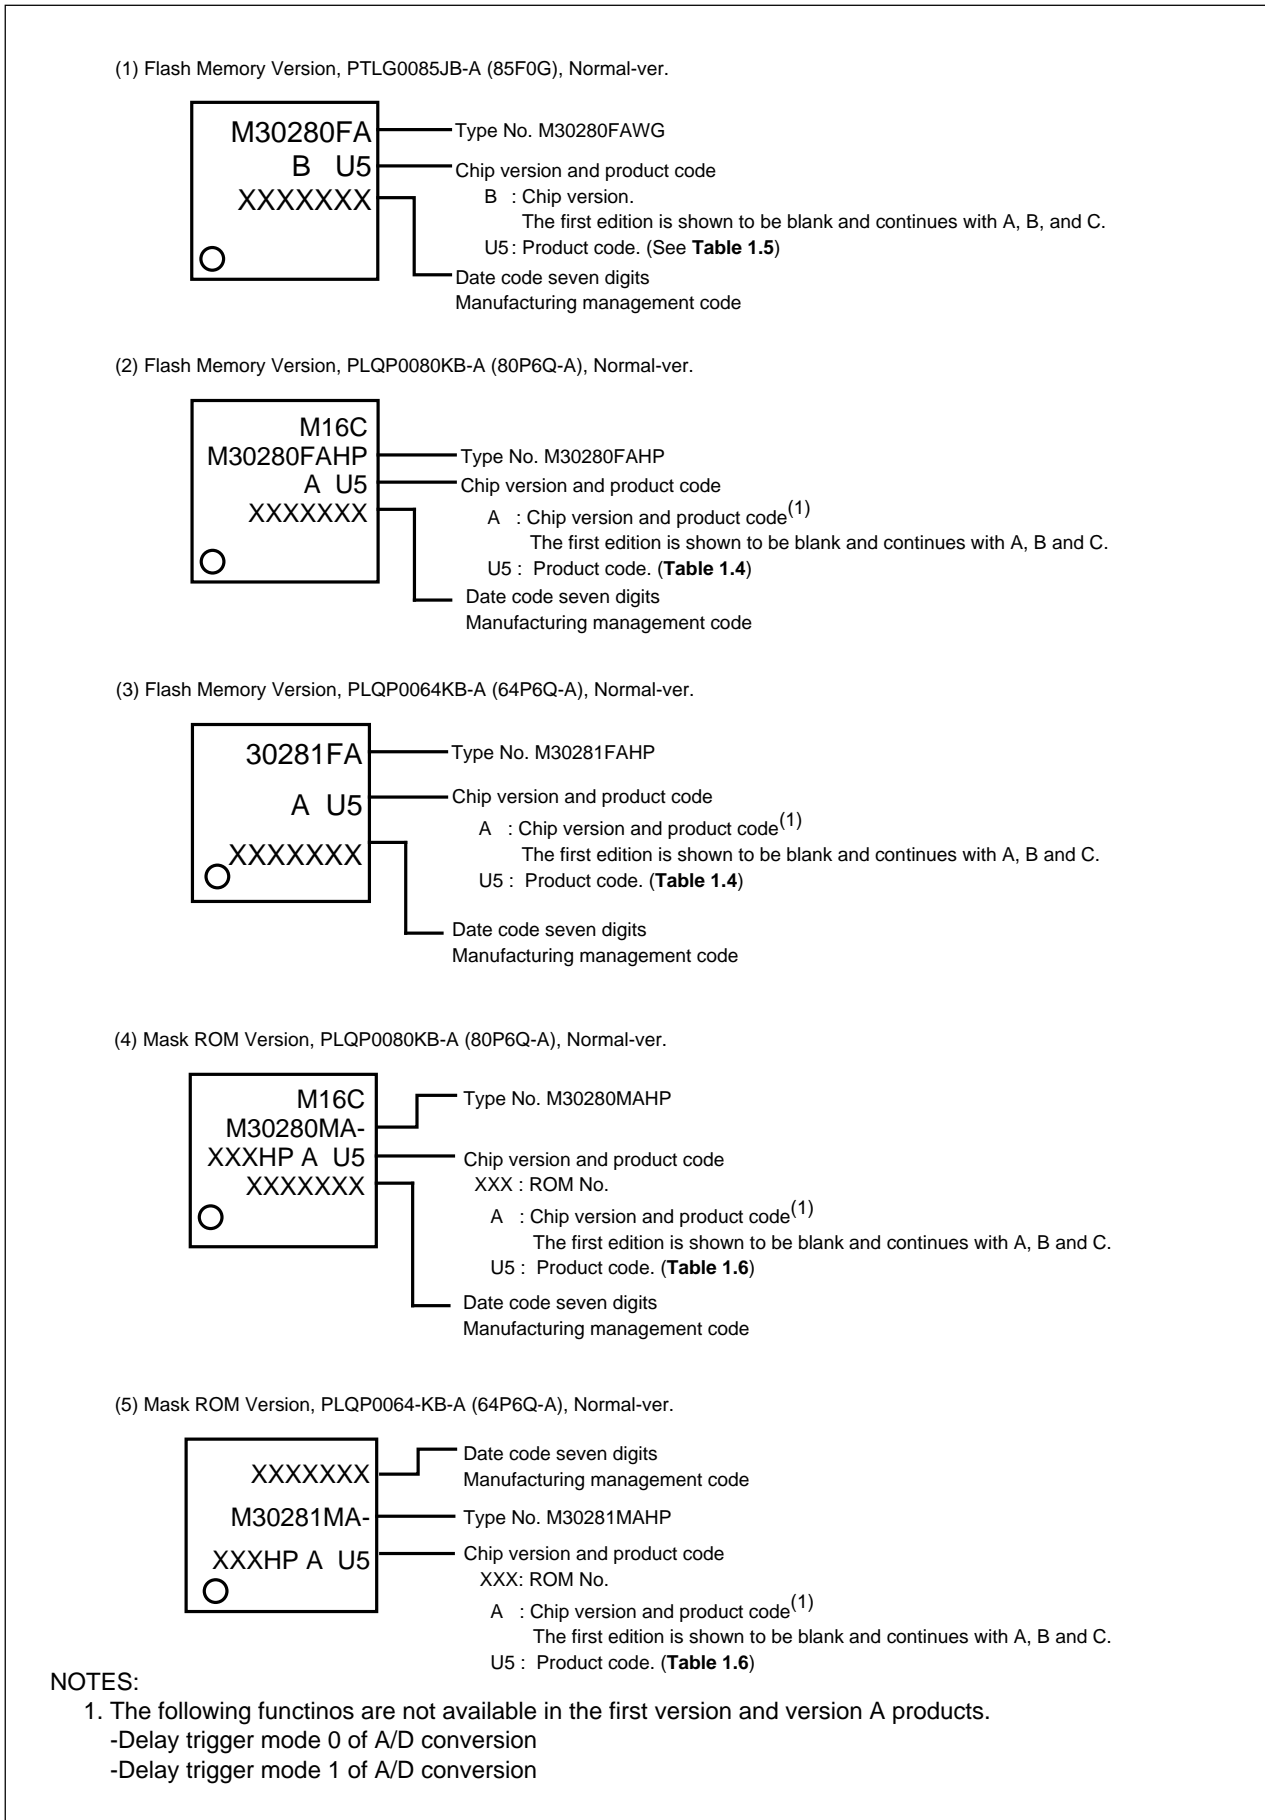 (1) Flash Memory Version, PTLG0085JB-A (85F0G), Normal-ver.
M30280FA
Type No. M30280FAWG
B U5
Chip version and product code
XXXXXXX
B : Chip version.
The first edition is shown to be blank and continues with A, B, and C.
U5 : Product code. (See Table 1.5)
Date code seven digits
Manufacturing management code
(2) Flash Memory Version, PLQP0080KB-A (80P6Q-A), Normal-ver.
M16C
M30280FAHP
Type No. M30280FAHP
A U5
Chip version and product code
XXXXXXX
A : Chip version and product code(1)
The first edition is shown to be blank and continues with A, B and C.
U5 : Product code. (Table 1.4)
Date code seven digits
Manufacturing management code
(3) Flash Memory Version, PLQP0064KB-A (64P6Q-A), Normal-ver.
30281FA
Type No. M30281FAHP
A U5
Chip version and product code
A : Chip version and product code(1)
XXXXXXX
The first edition is shown to be blank and continues with A, B and C.
U5 : Product code. (Table 1.4)
Date code seven digits
Manufacturing management code
(4) Mask ROM Version, PLQP0080KB-A (80P6Q-A), Normal-ver.
M16C
Type No. M30280MAHP
M30280MA-
XXXHP A U5
Chip version and product code
XXXXXXX
XXX : ROM No.
A : Chip version and product code(1)
The first edition is shown to be blank and continues with A, B and C.
U5 : Product code. (Table 1.6)
Date code seven digits
Manufacturing management code
(5) Mask ROM Version, PLQP0064-KB-A (64P6Q-A), Normal-ver.
Date code seven digits
XXXXXXX
Manufacturing management code
M30281MA-
Type No. M30281MAHP
XXXHP A U5
Chip version and product code
XXX: ROM No.
A : Chip version and product code(1)
The first edition is shown to be blank and continues with A, B and C.
U5 : Product code. (Table 1.6)
NOTES:
1. The following functinos are not available in the first version and version A products.
-Delay trigger mode 0 of A/D conversion
-Delay trigger mode 1 of A/D conversion